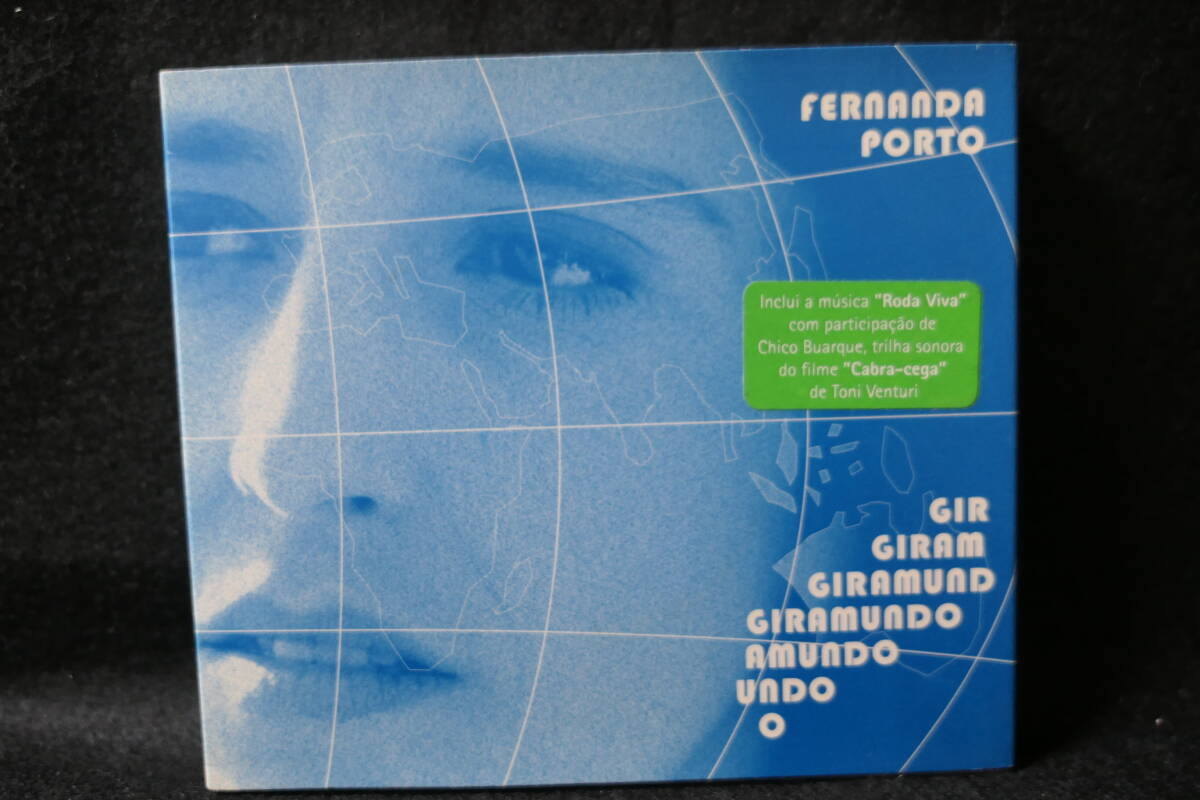 FERNANDA
PORTO
Inclui a música "Roda Viva"
com participação de
Chico Buarque, trilha sonora
do filme "Cabra-cega"
de Toni Venturi
GIR
GIRAM
GIRAMUND
GIRAMUNDO
AMUNDO
UNDO
O